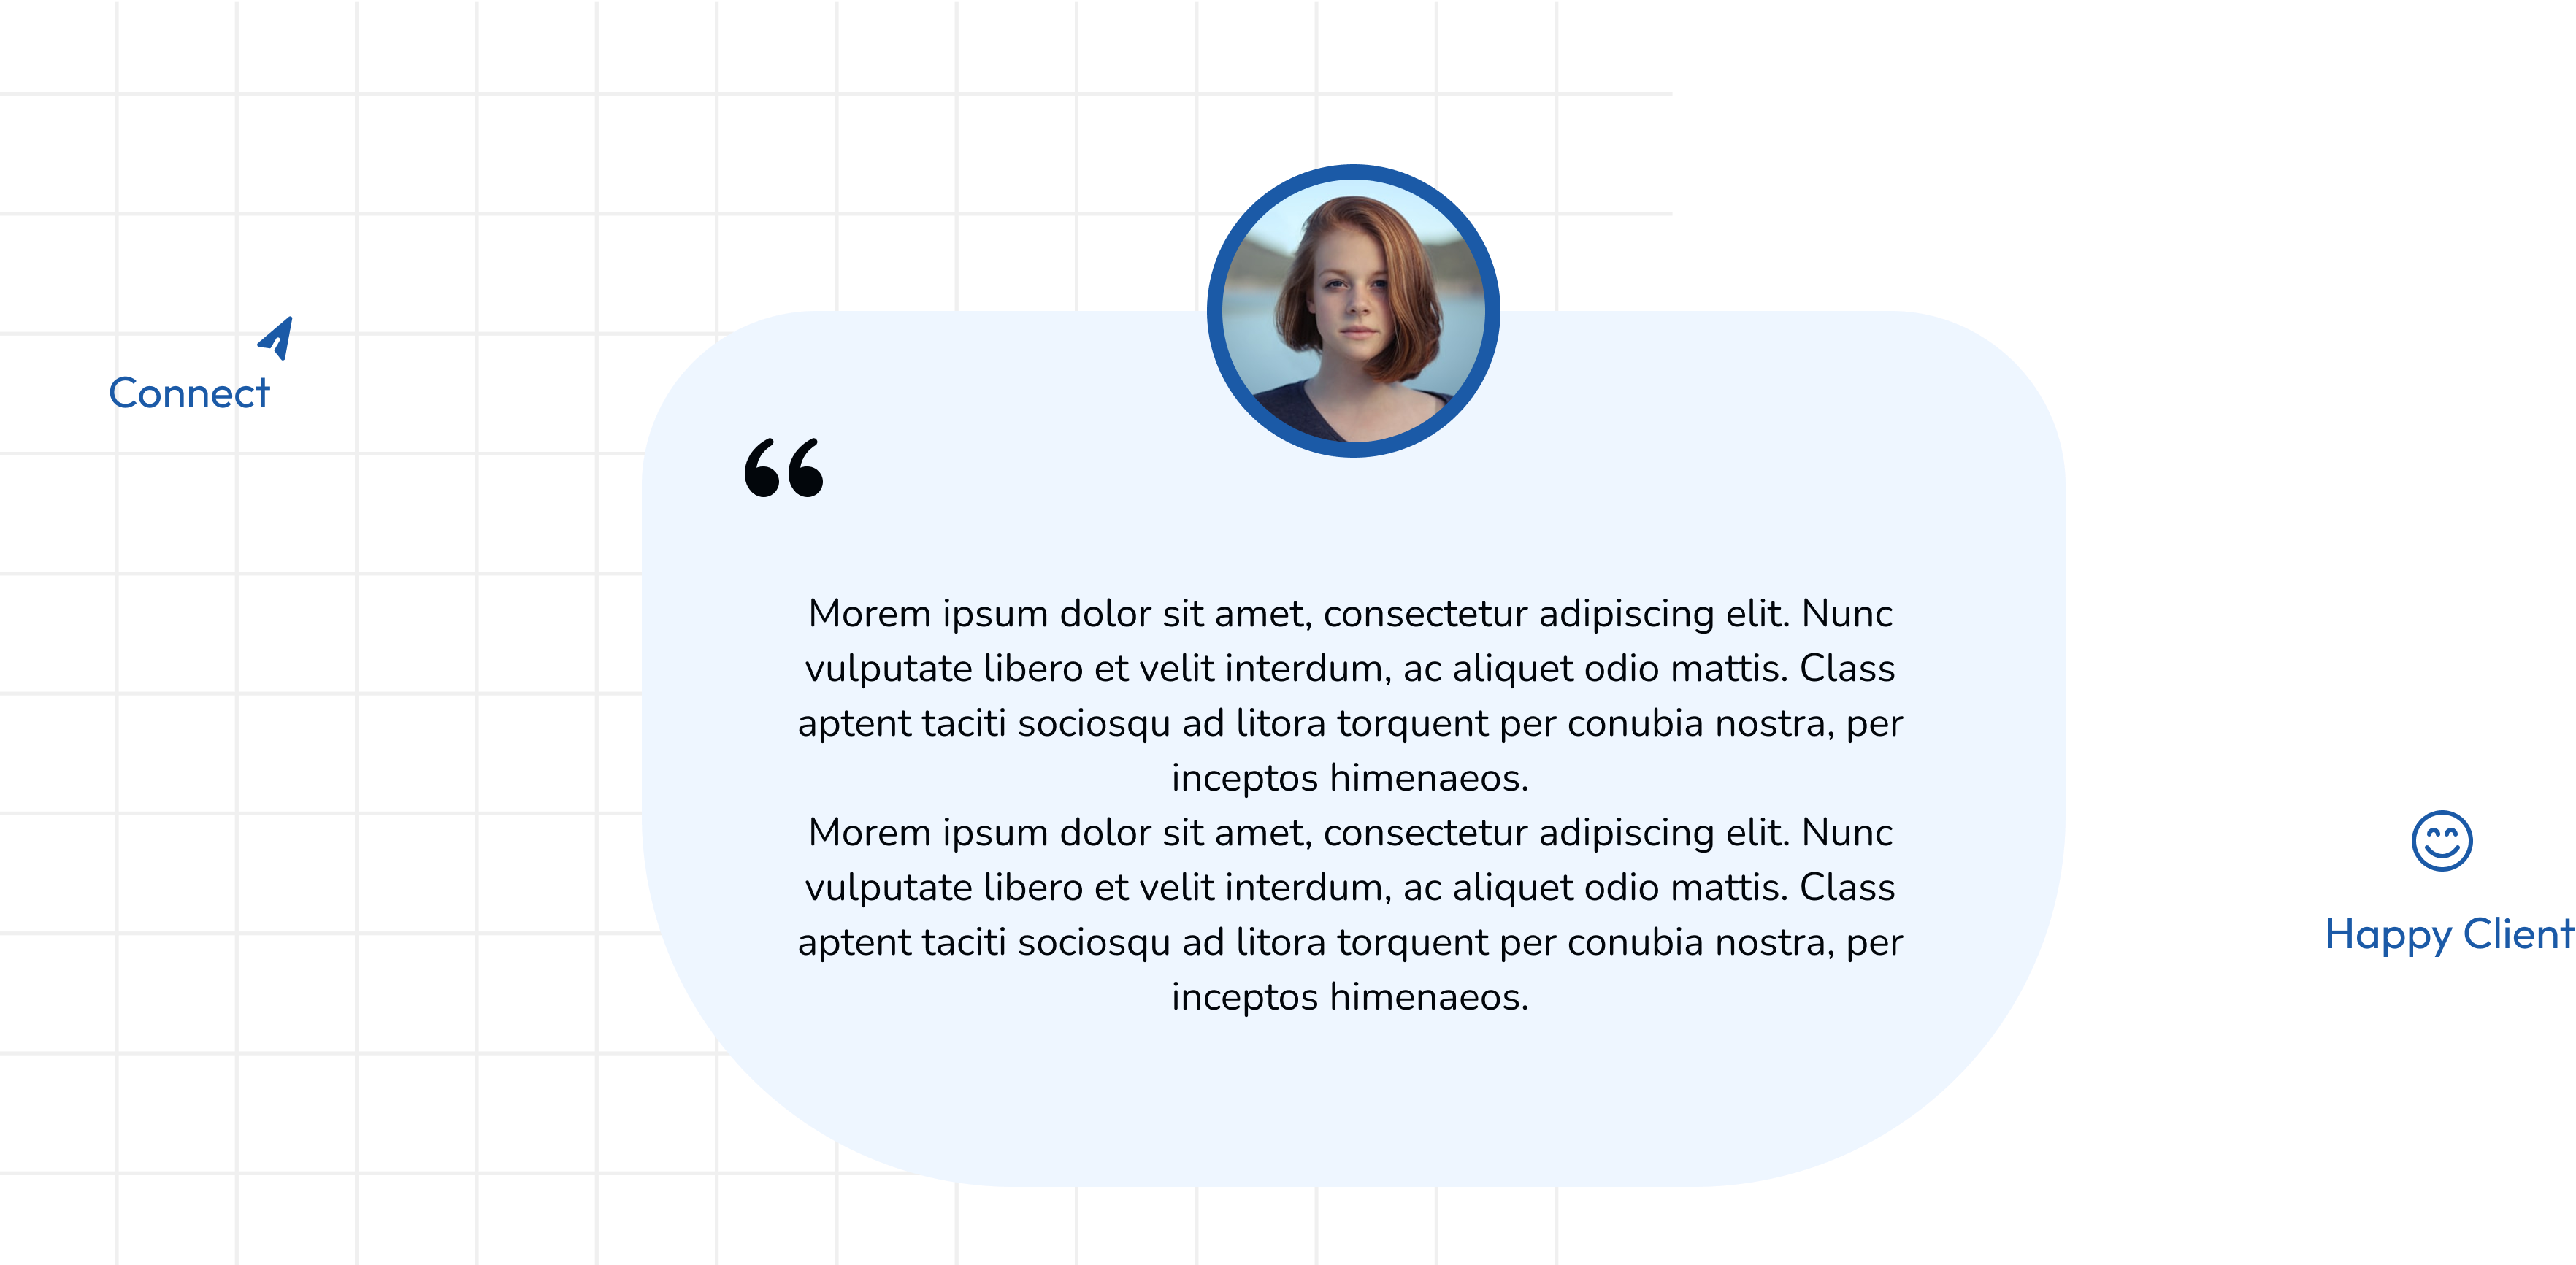 Connect
“
Morem ipsum dolor sit amet, consectetur adipiscing elit. Nunc
vulputate libero et velit interdum, ac aliquet odio mattis. Class
aptent taciti sociosqu ad litora torquent per conubia nostra, per
inceptos himenaeos.
Morem ipsum dolor sit amet, consectetur adipiscing elit. Nunc
vulputate libero et velit interdum, ac aliquet odio mattis. Class
aptent taciti sociosqu ad litora torquent per conubia nostra, per
inceptos himenaeos.
Happy Client